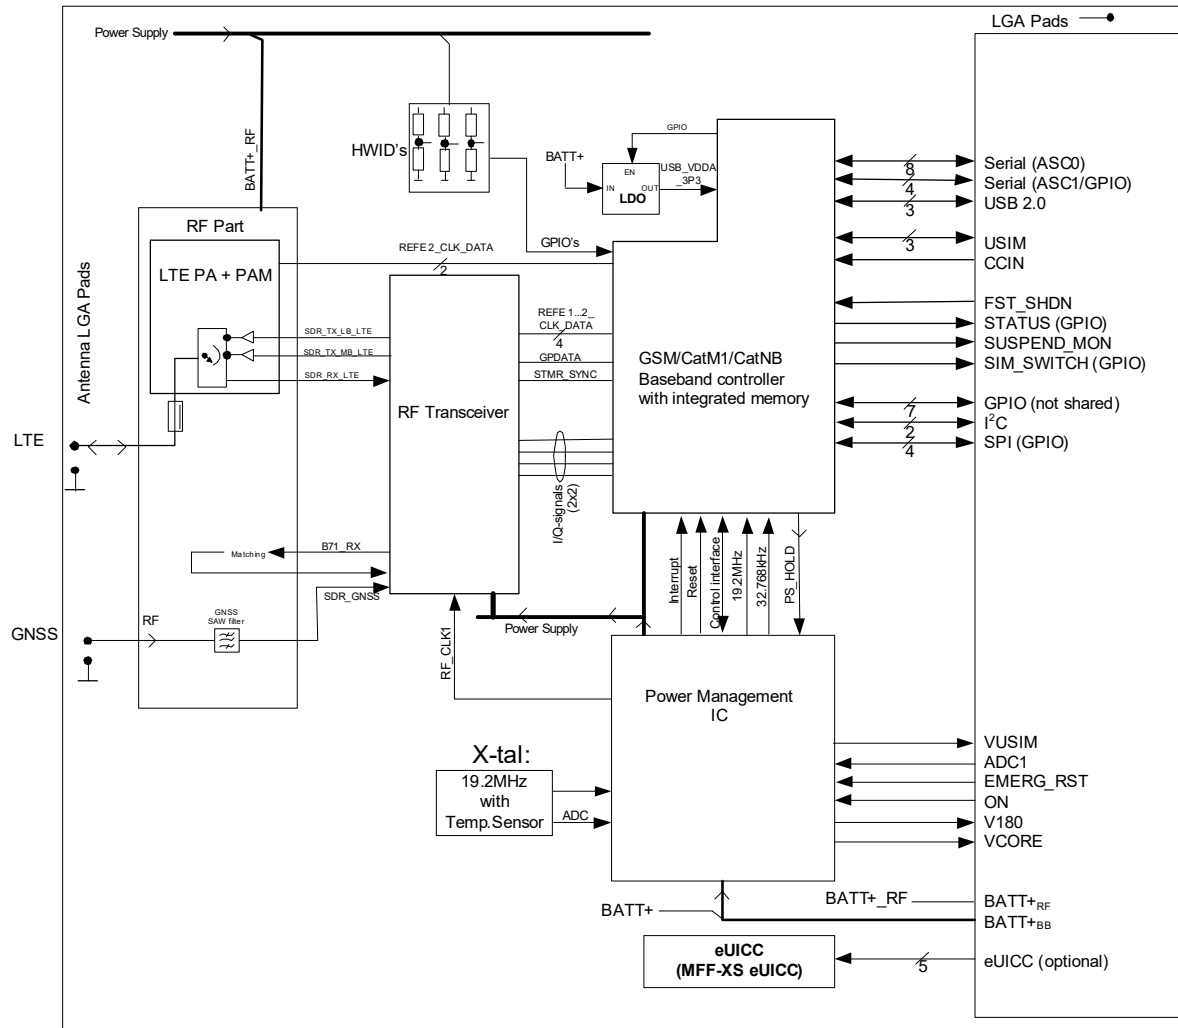 LGA Pads
Power Supply
BATT+_RF
HWID's
GPIO
BATT+
USB_VDDA
_3P3
EN
IN
OUT
LDO
Serial (ASC0)
8
Serial (ASC1/GPIO)
4
USB 2.0
3
USIM
3
CCIN
FST_SHDN
STATUS (GPIO)
SUSPEND_MON
SIM_SWITCH (GPIO)
GPIO (not shared)
7
I2C
2
SPI (GPIO)
4
Antenna LGA Pads
RF Part
LTE PA + PAM
REFE 2_CLK_DATA
2
GPIO's
SDR_TX_LB_LTE
SDR_TX_MB_LTE
SDR_RX_LTE
REFE 1...2_
CLK_DATA
4
GPDATA
STMR_SYNC
RF Transceiver
GSM/CatM1/CatNB
Baseband controller
with integrated memory
LTE
I/Q-signals
(2x2)
Matching
B71_RX
SDR_GNSS
GNSS
RF
GNSS
SAW filter
Interrupt
Reset
Control interface
19.2MHz
32.768kHz
PS_HOLD
Power Supply
RF_CLK1
Power Management
IC
X-tal:
19.2MHz
with
Temp.Sensor
ADC
VUSIM
ADC1
EMERG_RST
ON
V180
VCORE
BATT+_RF
BATT+RF
BATT+
BATT+BB
eUICC
(MFF-XS eUICC)
5
eUICC (optional)